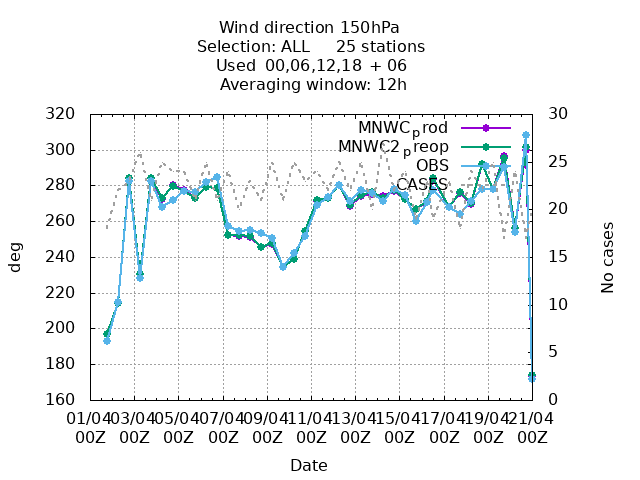 Wind direction 150hPa
Selection: ALL 25 stations
Used 00,06,12,18 + 06
Averaging window: 12h
320 30
MNWCprod
300
MNWC2preop
OBS
25
280
CASES
20
260
15
240
220
10
200
5
180
160 0
deg
No cases
01/04 03/04 05/04 07/04 09/04 11/04 13/04 15/04 17/04 19/04 21/04
00Z 00Z 00Z 00Z 00Z 00Z 00Z 00Z 00Z 00Z 00Z
Date